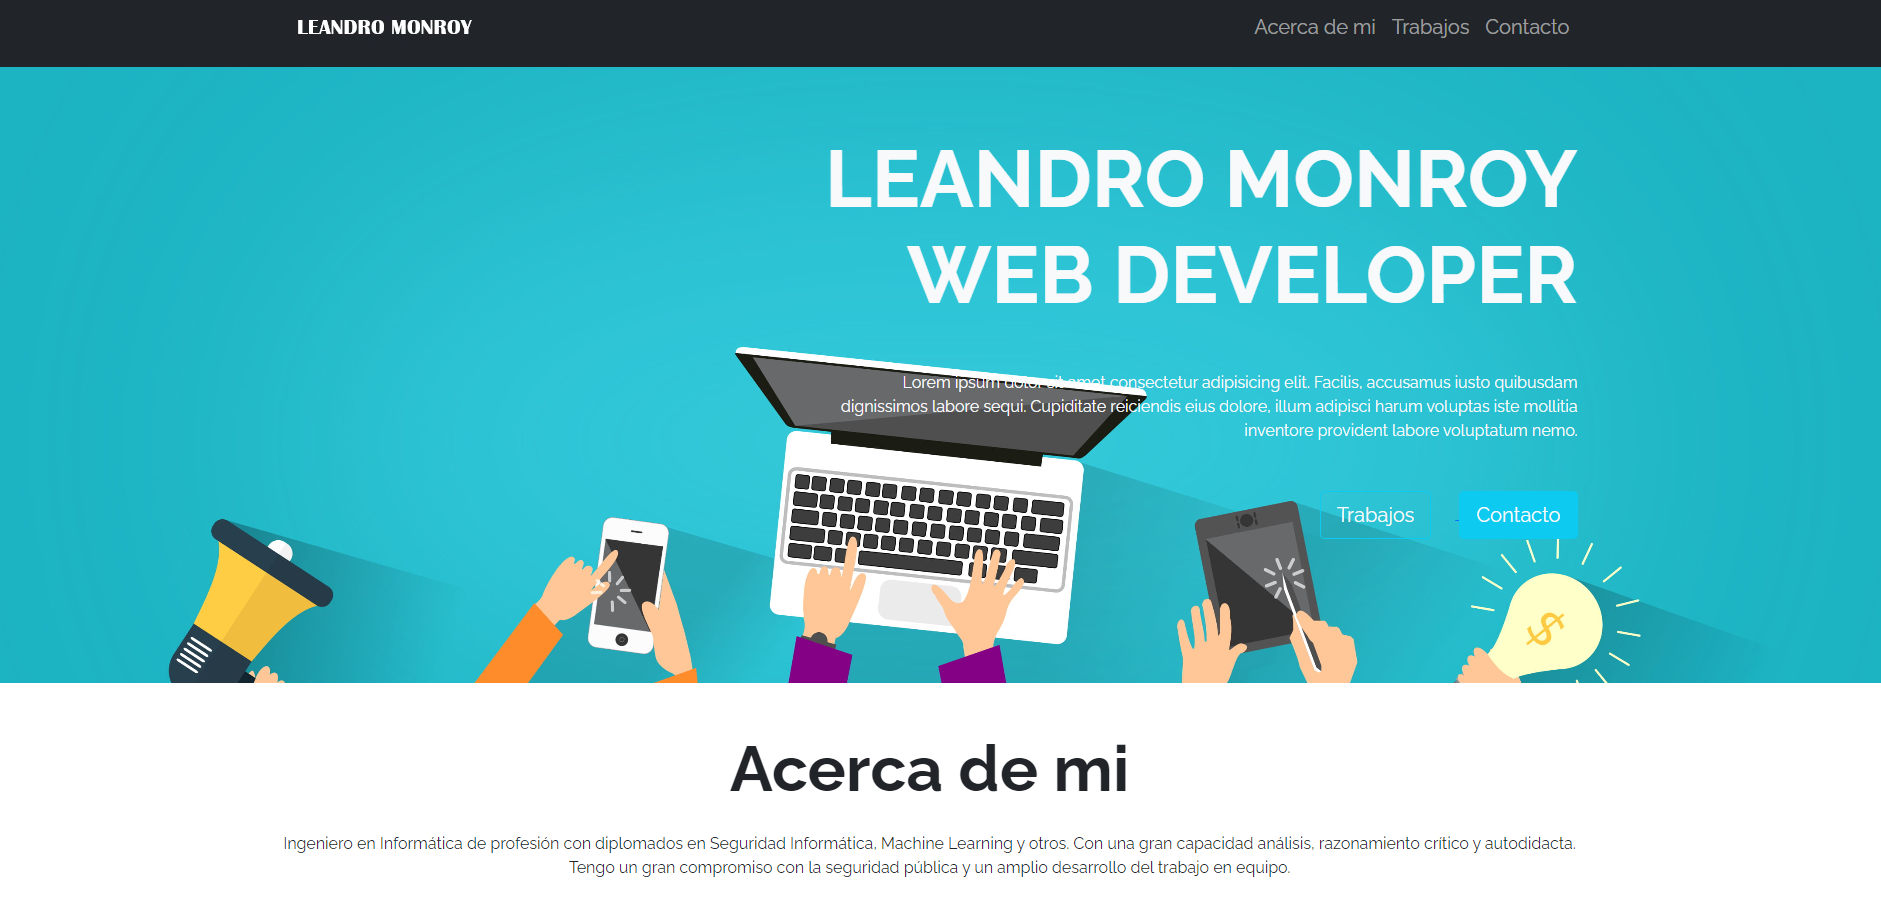 LEANDRO MONROY
Acerca de mi Trabajos Contacto
LEANDRO MONROY
WEB DEVELOPER
Lorem ipsum dolor sit amet consectetur adipisicing elit. Facilis, accusamus iusto quibusdam
dignissimos labore sequi. Cupiditate reiciendis eius dolore, illum adipisci harum voluptas iste mollitia
inventore provident labore voluptatum nemo.
Trabajos Contacto
$
Acerca de mi
Ingeniero en Informática de profesión con diplomados en Seguridad Informática, Machine Learning y otros. Con una gran capacidad análisis, razonamiento crítico y autodidacta.
Tengo un gran compromiso con la seguridad pública y un amplio desarrollo del trabajo en equipo.